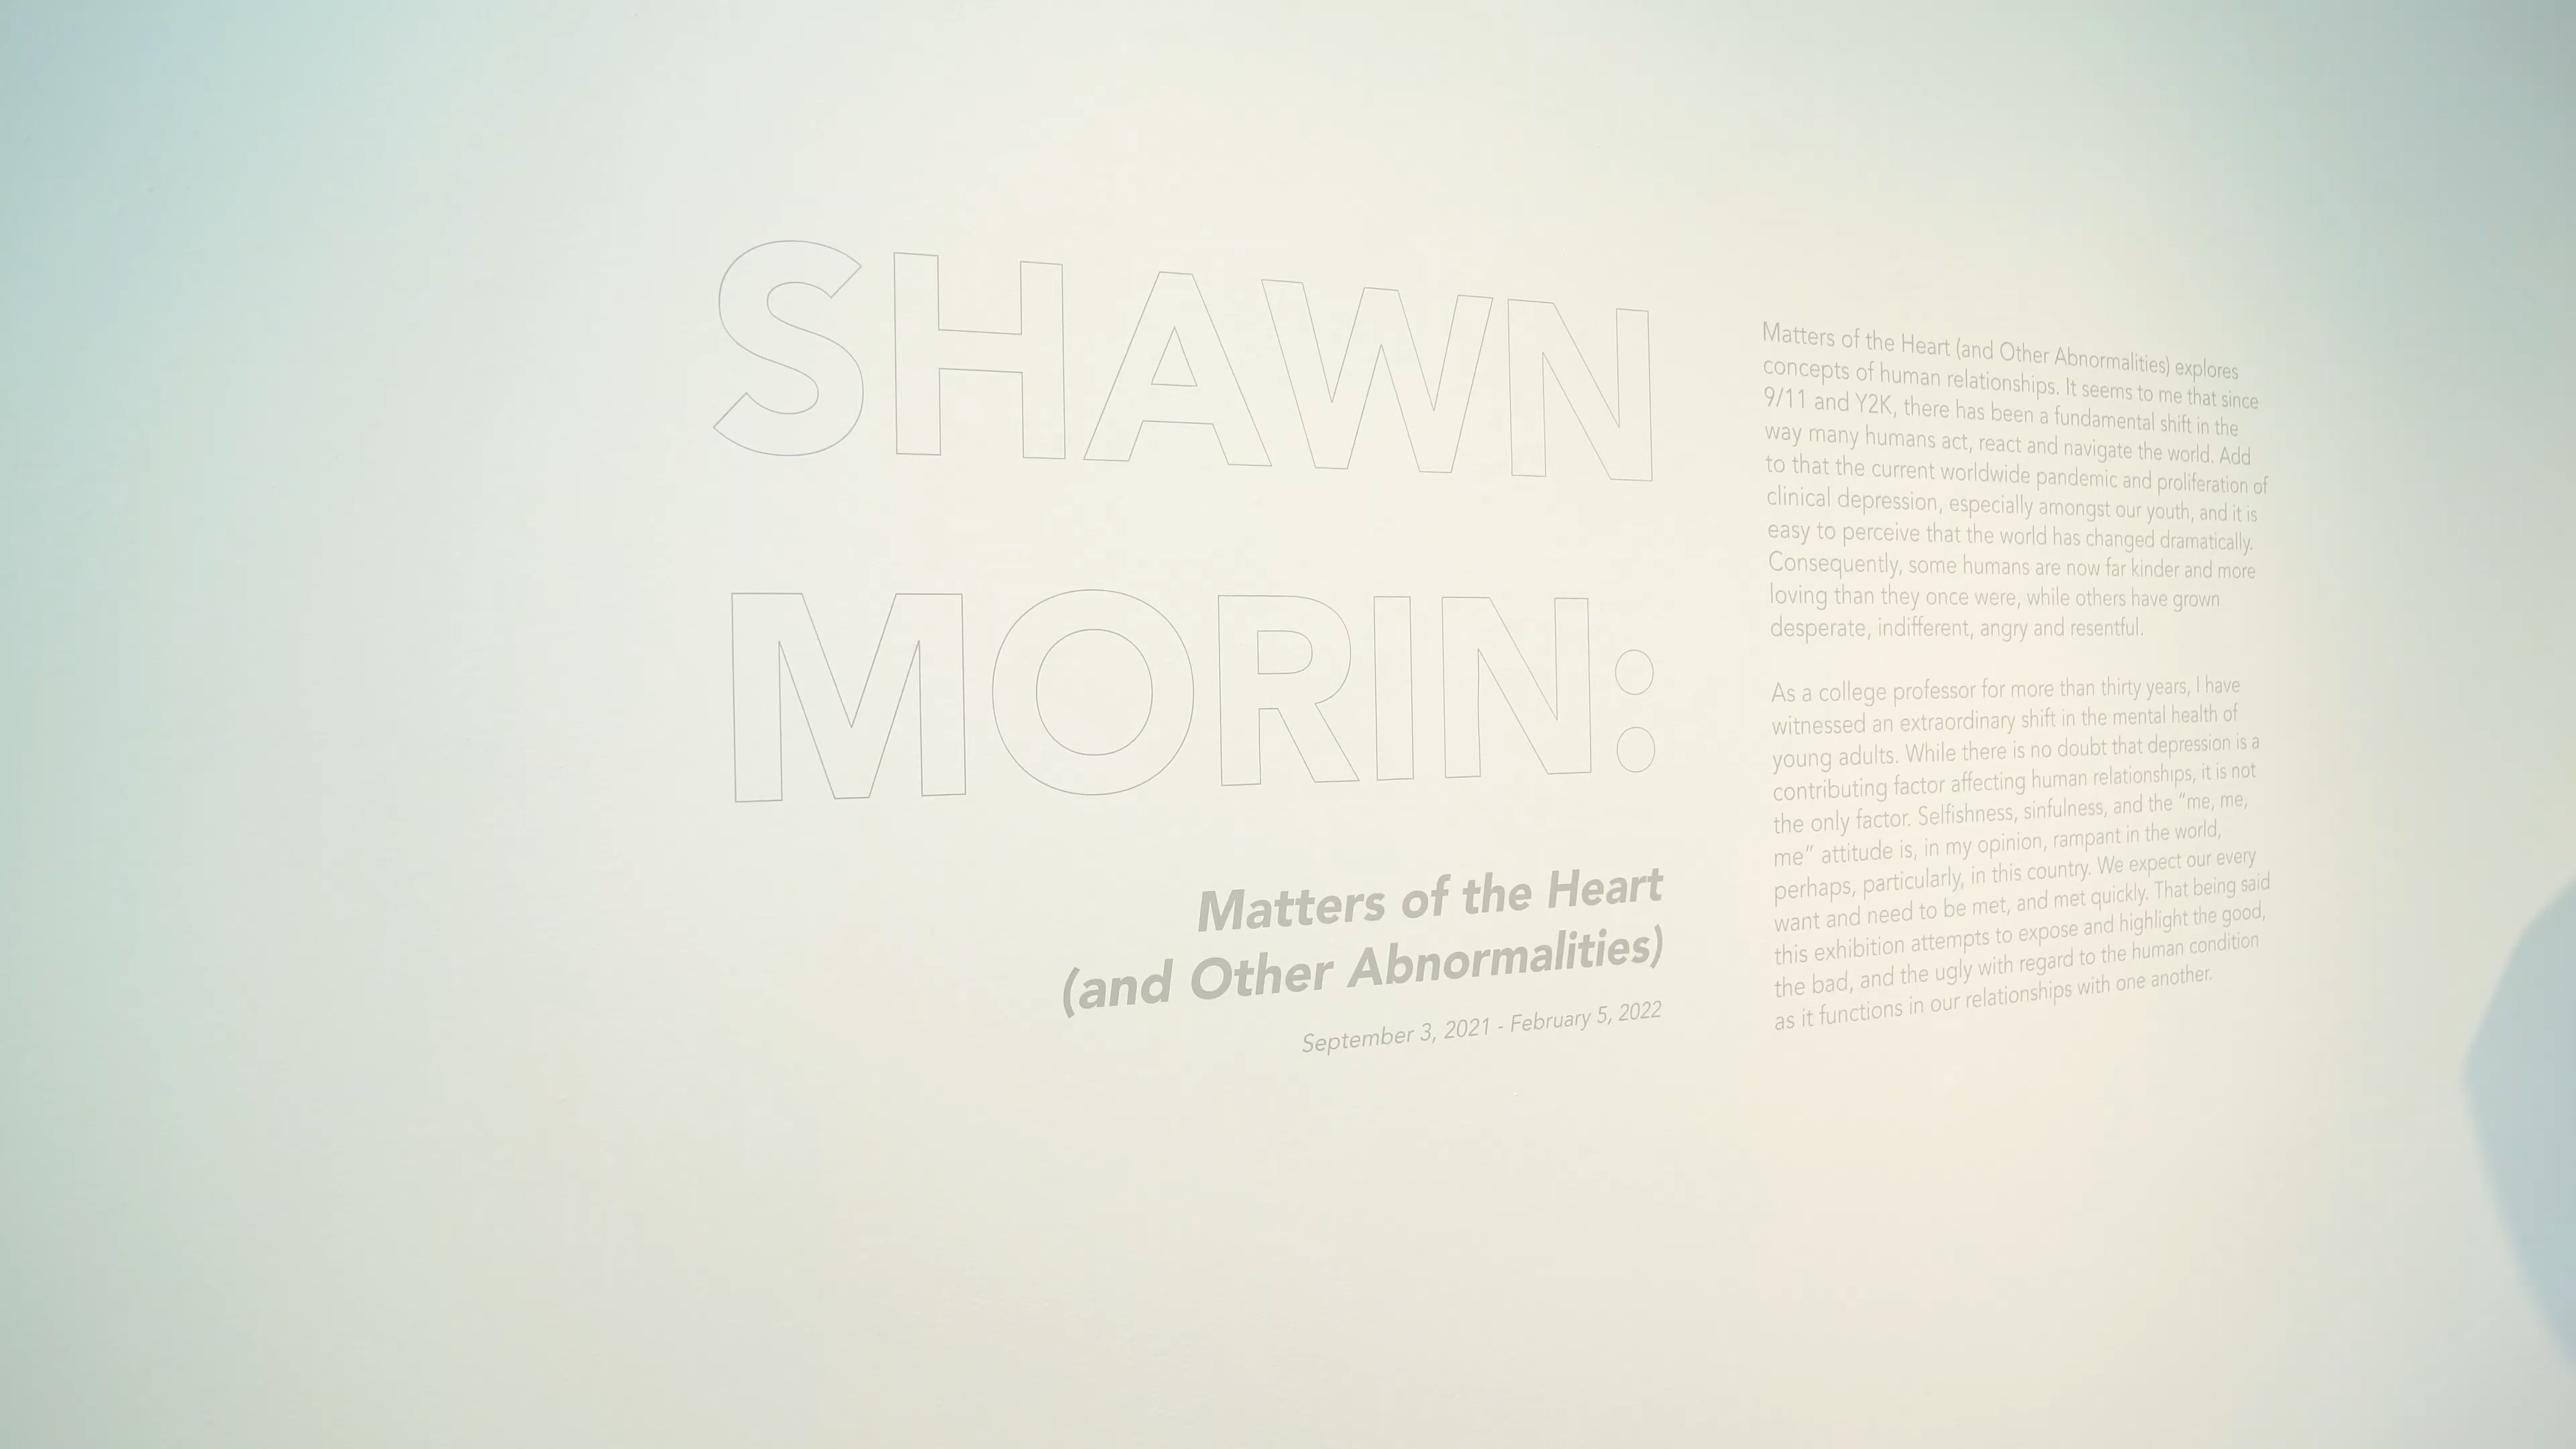 SHAWN
MORIN:
Matters of the Heart
(and Other Abnormalities)
September 3, 2021 - February 5, 2022
Matters of the Heart (and Other Abnormalities) explores
concepts of human relationships. It seems to me that since
9/11 and Y2K, there has been a fundamental shift in the
way many humans act, react and navigate the world. Add
to that the current worldwide pandemic and proliferation of
clinical depression, especially amongst our youth, and it is
easy to perceive that the world has changed dramatically.
Consequently, some humans are now far kinder and more
loving than they once were, while others have grown
desperate, indifferent, angry and resentful.
As a college professor for more than thirty years, I have
witnessed an extraordinary shift in the mental health of
young adults. While there is no doubt that depression is a
contributing factor affecting human relationships, it is not
the only factor. Selfishness, sinfulness, and the “me, me,
me” attitude is, in my opinion, rampant in the world,
perhaps, particularly, in this country. We expect our every
want and need to be met, and met quickly. That being said
this exhibition attempts to expose and highlight the good,
the bad, and the ugly with regard to the human condition
as it functions in our relationships with one another.